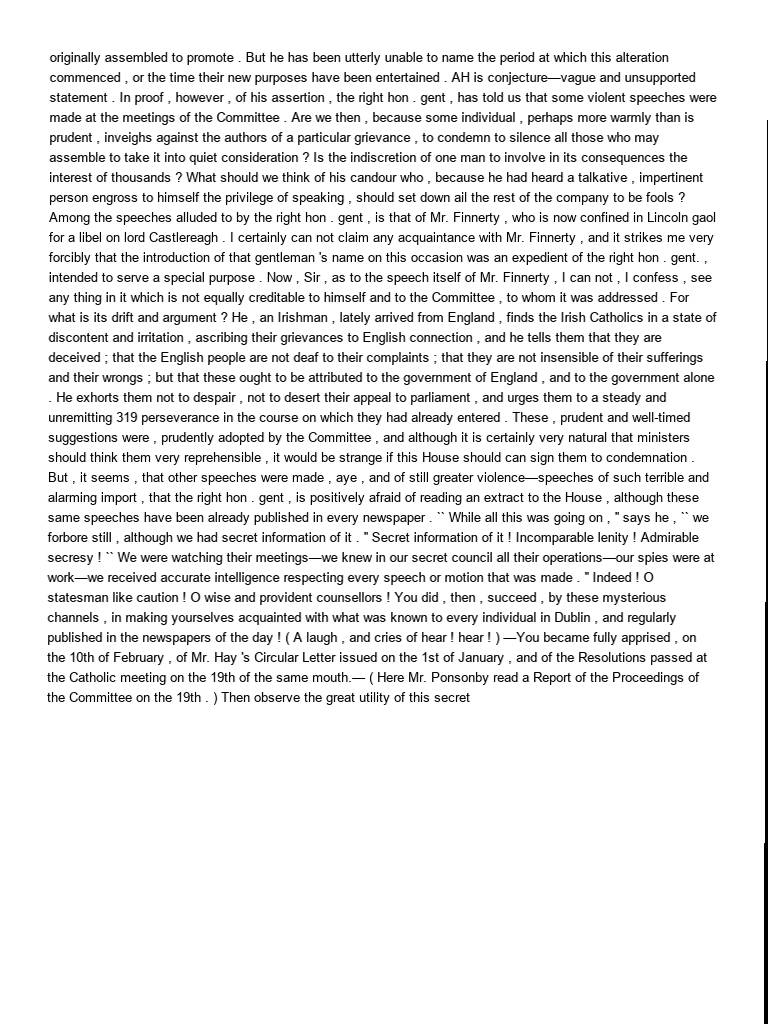 originally assembled to promote . But he has been utterly unable to name the period at which this alteration
commenced , or the time their new purposes have been entertained . AH is conjecture—vague and unsupported
statement . In proof , however , of his assertion , the right hon . gent , has told us that some violent speeches were
made at the meetings of the Committee . Are we then , because some individual , perhaps more warmly than is
prudent , inveighs against the authors of a particular grievance , to condemn to silence all those who may
assemble to take it into quiet consideration ? Is the indiscretion of one man to involve in its consequences the
interest of thousands ? What should we think of his candour who , because he had heard a talkative , impertinent
person engross to himself the privilege of speaking , should set down ail the rest of the company to be fools ?
Among the speeches alluded to by the right hon . gent , is that of Mr. Finnerty , who is now confined in Lincoln gaol
for a libel on lord Castlereagh . I certainly can not claim any acquaintance with Mr. Finnerty , and it strikes me very
forcibly that the introduction of that gentleman 's name on this occasion was an expedient of the right hon . gent. ,
intended to serve a special purpose . Now , Sir , as to the speech itself of Mr. Finnerty , I can not , I confess , see
any thing in it which is not equally creditable to himself and to the Committee , to whom it was addressed . For
what is its drift and argument ? He , an Irishman , lately arrived from England , finds the Irish Catholics in a state of
discontent and irritation , ascribing their grievances to English connection , and he tells them that they are
deceived ; that the English people are not deaf to their complaints ; that they are not insensible of their sufferings
and their wrongs ; but that these ought to be attributed to the government of England , and to the government alone
. He exhorts them not to despair , not to desert their appeal to parliament , and urges them to a steady and
unremitting 319 perseverance in the course on which they had already entered . These , prudent and well-timed
suggestions were , prudently adopted by the Committee , and although it is certainly very natural that ministers
should think them very reprehensible , it would be strange if this House should can sign them to condemnation .
But , it seems , that other speeches were made , aye , and of still greater violence—speeches of such terrible and
alarming import , that the right hon . gent , is positively afraid of reading an extract to the House , although these
same speeches have been already published in every newspaper . `` While all this was going on , " says he , `` we
forbore still , although we had secret information of it . " Secret information of it ! Incomparable lenity ! Admirable
secresy ! `` We were watching their meetings—we knew in our secret council all their operations—our spies were at
work—we received accurate intelligence respecting every speech or motion that was made . " Indeed ! O
statesman like caution ! O wise and provident counsellors ! You did , then , succeed , by these mysterious
channels , in making yourselves acquainted with what was known to every individual in Dublin , and regularly
published in the newspapers of the day ! ( A laugh , and cries of hear ! hear ! ) —You became fully apprised , on
the 10th of February , of Mr. Hay 's Circular Letter issued on the 1st of January , and of the Resolutions passed at
the Catholic meeting on the 19th of the same mouth.— ( Here Mr. Ponsonby read a Report of the Proceedings of
the Committee on the 19th . ) Then observe the great utility of this secret